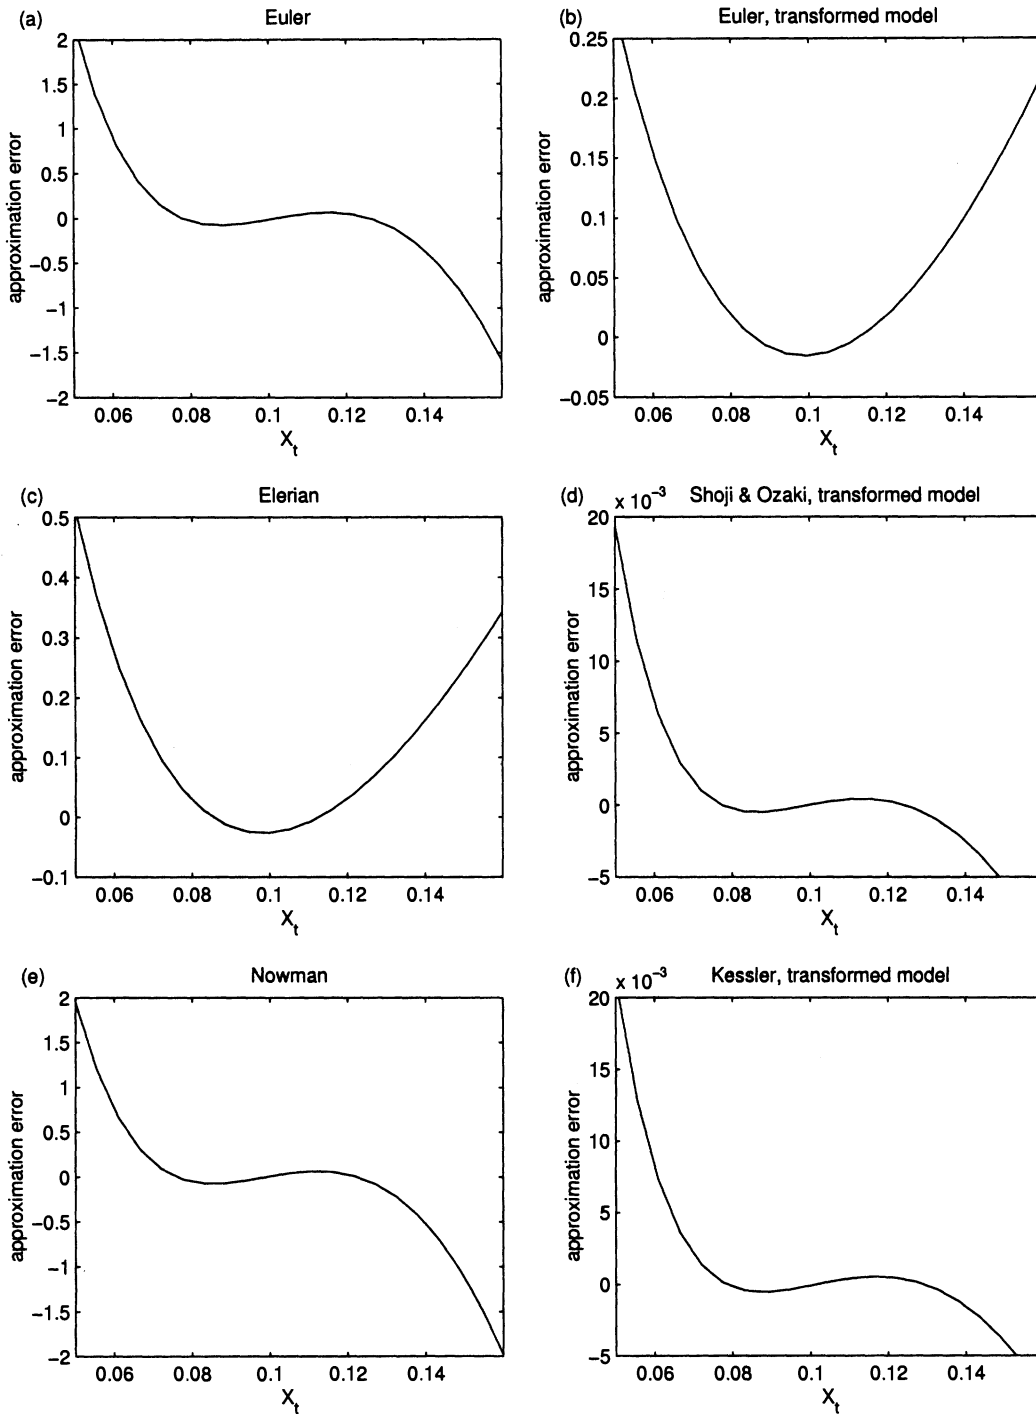 (a)
Euler
2
1.5
1
0.5
0
−0.5
−1
−1.5
−2
approximation error
0.06 0.08 0.1 0.12 0.14
X_t
(b)
Euler, transformed model
0.25
0.2
0.15
0.1
0.05
0
−0.05
approximation error
0.06 0.08 0.1 0.12 0.14
X_t
(c)
Elerian
0.5
0.4
0.3
0.2
0.1
0
−0.1
approximation error
0.06 0.08 0.1 0.12 0.14
X_t
(d)
x 10⁻³
Shoji & Ozaki, transformed model
20
15
10
5
0
−5
approximation error
0.06 0.08 0.1 0.12 0.14
X_t
(e)
Nowman
2
1.5
1
0.5
0
−0.5
−1
−1.5
−2
approximation error
0.06 0.08 0.1 0.12 0.14
X_t
(f)
x 10⁻³
Kessler, transformed model
20
15
10
5
0
−5
approximation error
0.06 0.08 0.1 0.12 0.14
X_t